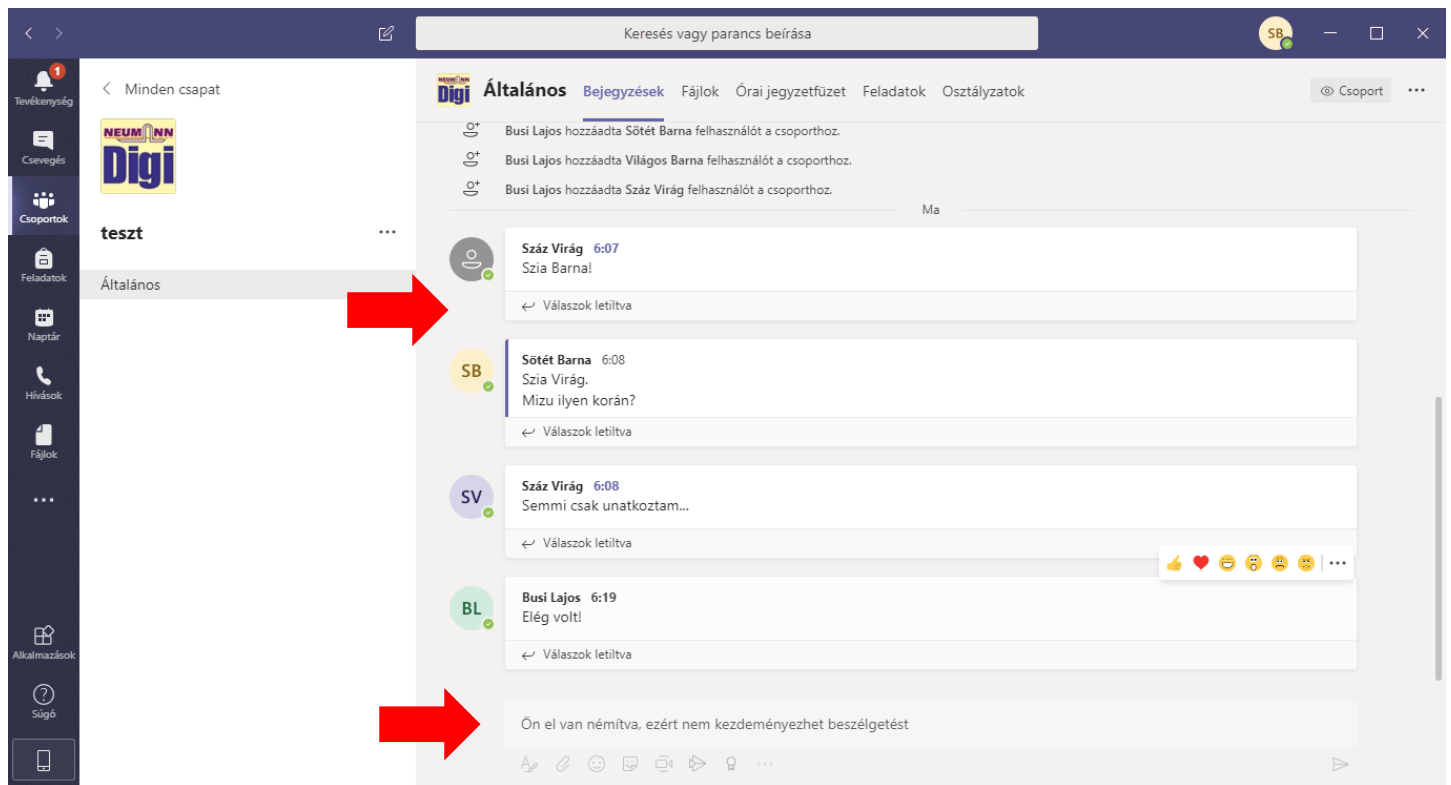 Keresés vagy parancs beírása
SB
1
Tevékenység
Csevegés
Csoportok
Feladatok
Naptár
Hívások
Fájlok
Alkalmazások
Súgó
Minden csapat
NEUMANN
Digi
teszt
Általános
NEUMANN
Digi
Általános Bejegyzések Fájlok Órai jegyzetfüzet Feladatok Osztályzatok
Csoport
Busi Lajos hozzáadta Sötét Barna felhasználót a csoporthoz.
Busi Lajos hozzáadta Világos Barna felhasználót a csoporthoz.
Busi Lajos hozzáadta Száz Virág felhasználót a csoporthoz.
Ma
Száz Virág 6:07
Szia Barna!
Válaszok letiltva
SB
Sötét Barna 6:08
Szia Virág.
Mizu ilyen korán?
Válaszok letiltva
SV
Száz Virág 6:08
Semmi csak unatkoztam...
Válaszok letiltva
BL
Busi Lajos 6:19
Elég volt!
Válaszok letiltva
Ön el van némítva, ezért nem kezdeményezhet beszélgetést